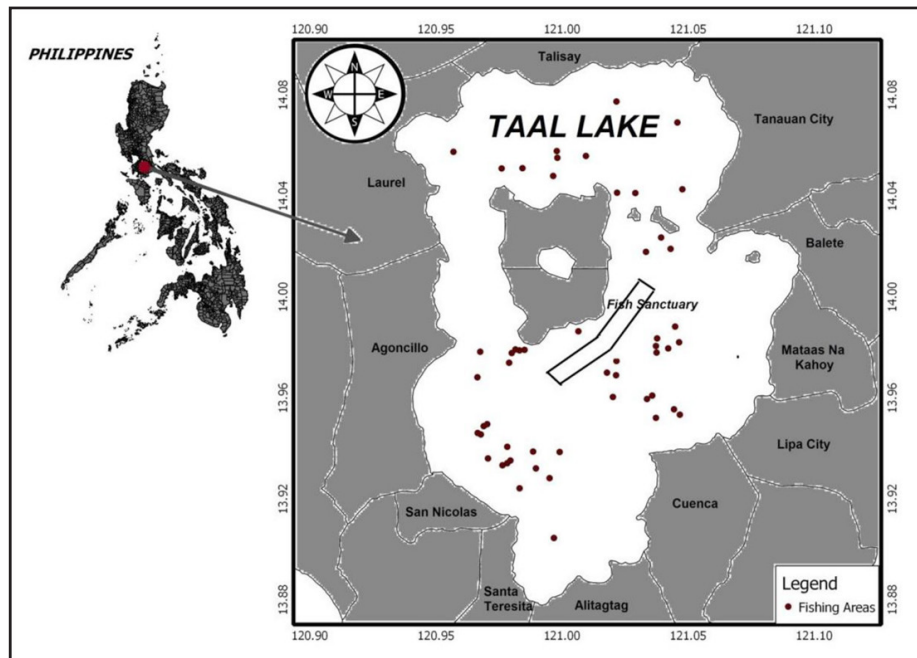 PHILIPPINES
120.90 120.95 121.00 121.05 121.10
14.08 14.04 14.00 13.96 13.92 13.88
N
W E
S
Talisay
TAAL LAKE
Tanauan City
Laurel
Balete
Fish Sanctuary
Agoncillo
Mataas Na
Kahoy
Lipa City
San Nicolas
Cuenca
Santa
Teresita
Alitagtag
Legend
Fishing Areas
14.08 14.04 14.00 13.96 13.92 13.88
120.90 120.95 121.00 121.05 121.10